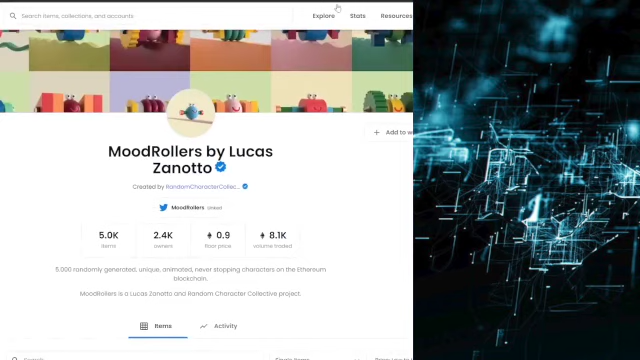 Search items, collections, and accounts
Explore Stats Resources
Add to w
MoodRollers by Lucas
Zanotto
Created by RandomCharacterCollec...
MoodRollers Linked
5.0K 2.4K 0.9 8.1K
items owners floor price volume traded
5,000 randomly generated, unique, animated, never stopping characters on the Ethereum
blockchain.
MoodRollers is a Lucas Zanotto and Random Character Collective project.
Items Activity
Search